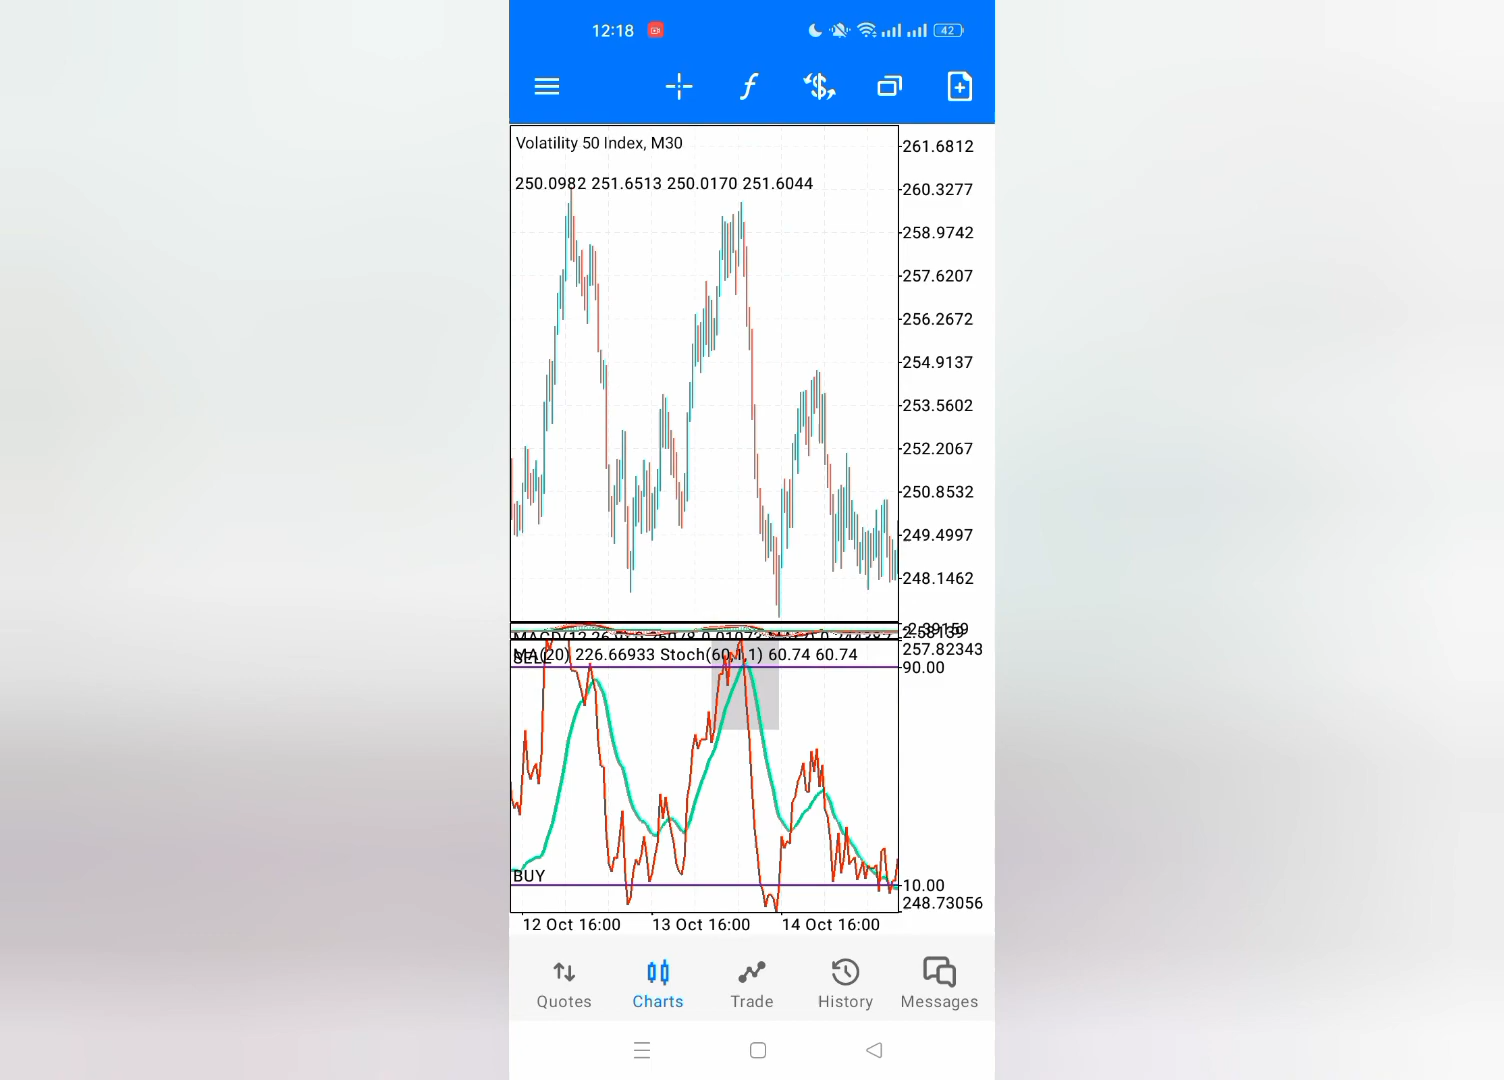 12:18
42
Volatility 50 Index, M30
250.0982 251.6513 250.0170 251.6044
261.6812
260.3277
258.9742
257.6207
256.2672
254.9137
253.5602
252.2067
250.8532
249.4997
248.1462
257.82343
MA(20) 226.66933 Stoch(60,1,1) 60.74 60.74
SELL
90.00
BUY
10.00
248.73056
12 Oct 16:00
13 Oct 16:00
14 Oct 16:00
Quotes
Charts
Trade
History
Messages